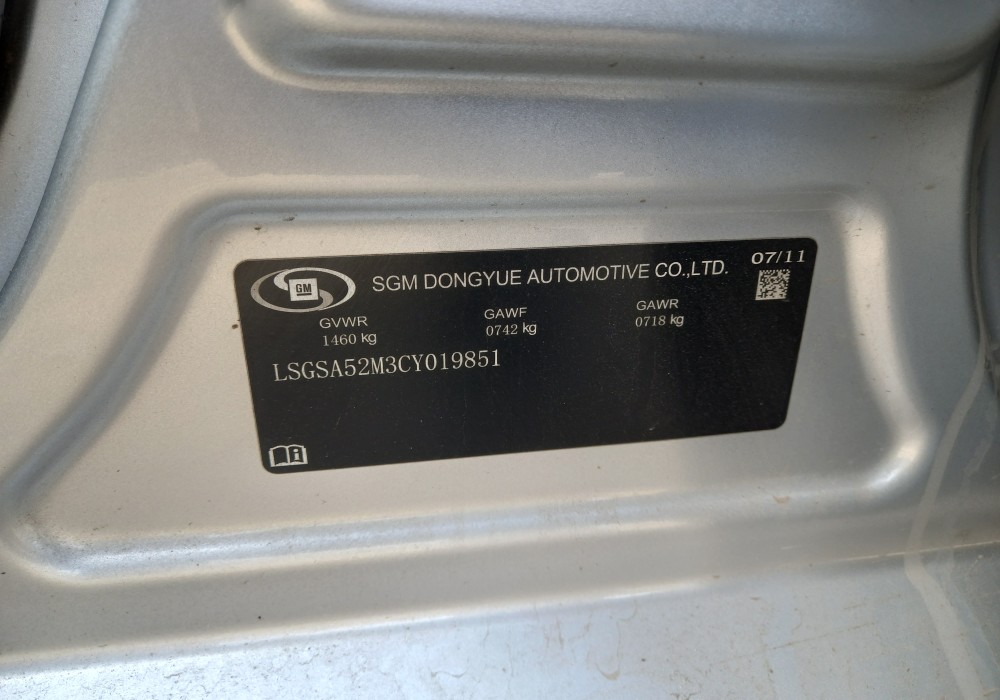 GM
SGM DONGYUE AUTOMOTIVE CO.,LTD.
07/11
GVWR GAWF GAWR
1460 kg 0742 kg 0718 kg
LSGSA52M3CY019851
i